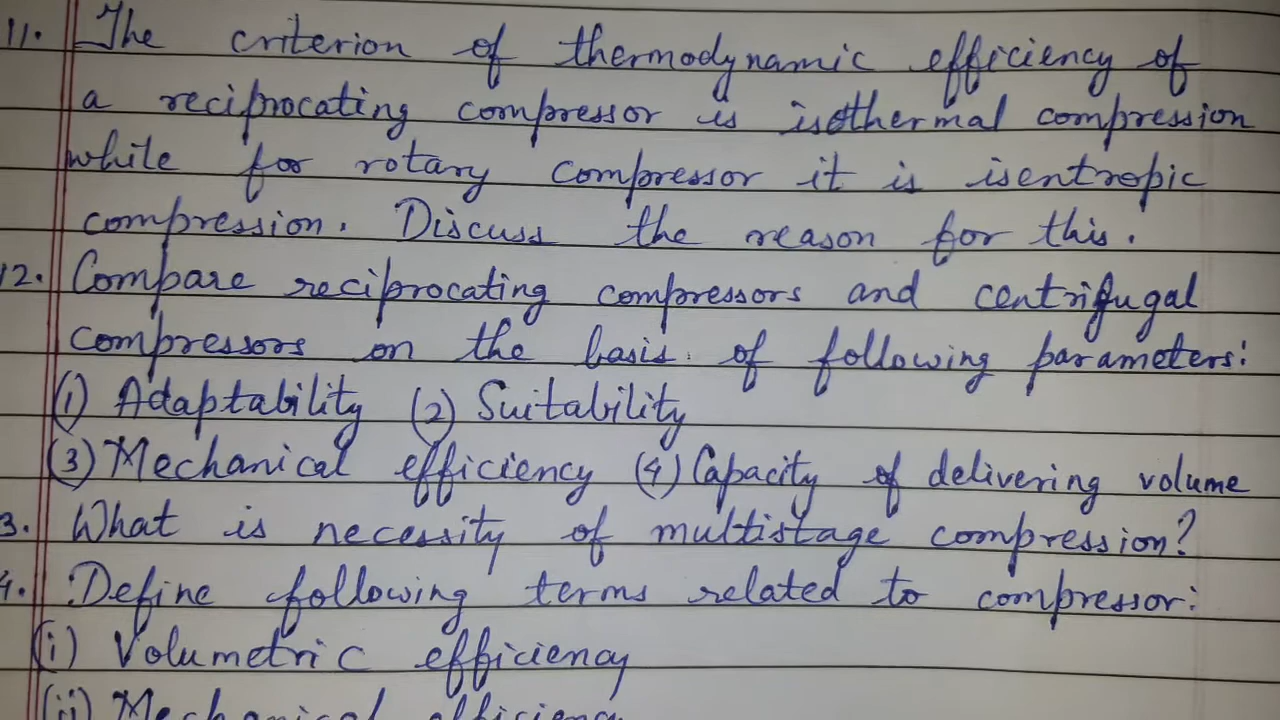 11. The criterion of thermodynamic efficiency of
a reciprocating compressor is isothermal compression
while for rotary compressor it is isentropic
compression. Discuss the reason for this.
12. Compare reciprocating compressors and centrifugal
compressors on the basis of following parameters:
(1) Adaptability (2) Suitability
(3) Mechanical efficiency (4) Capacity of delivering volume
3. What is necessity of multistage compression?
4. Define following terms related to compressor:
(i) Volumetric efficiency
(ii) Mechanical efficiency